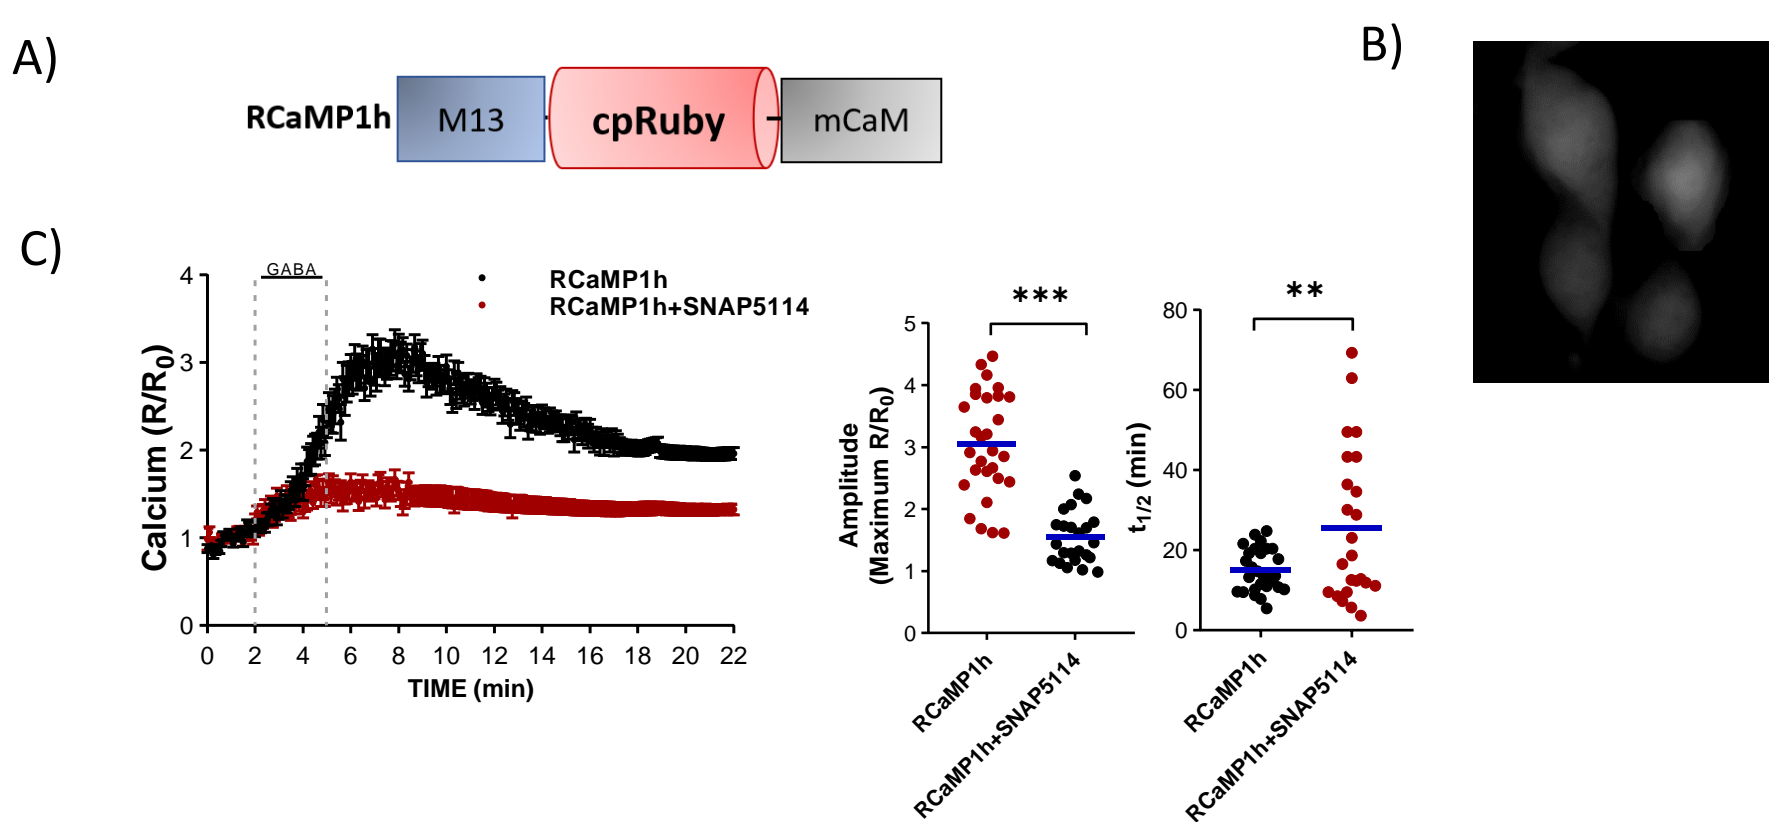 A)
RCaMP1h
M13
cpRuby
mCaM
B)
C)
GABA
RCaMP1h
RCaMP1h+SNAP5114
Calcium (R/R0)
4
3
2
1
0
0 2 4 6 8 10 12 14 16 18 20 22
TIME (min)
***
Amplitude
(Maximum R/R0)
5
4
3
2
1
0
RCaMP1h
RCaMP1h+SNAP5114
**
t1/2 (min)
80
60
40
20
0
RCaMP1h
RCaMP1h+SNAP5114